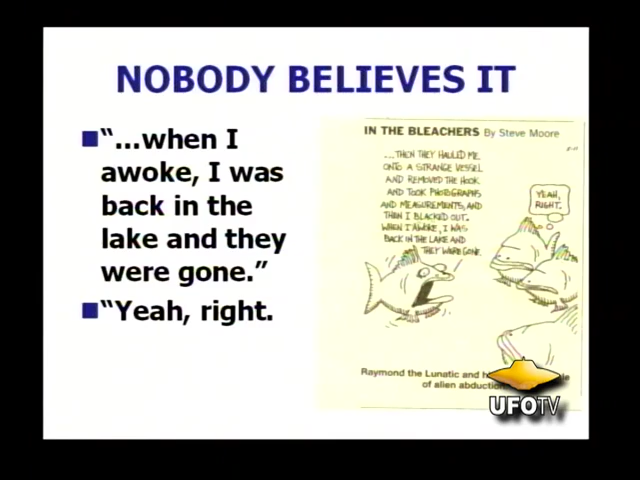 NOBODY BELIEVES IT
■“...when I
awoke, I was
back in the
lake and they
were gone.”
■“Yeah, right.
IN THE BLEACHERS By Steve Moore
...THEN THEY HAULED ME
ONTO A STRANGE VESSEL
AND REMOVED THE HOOK
AND TOOK PHOTOGRAPHS
AND MEASUREMENTS, AND
THEN I BLACKED OUT.
WHEN I AWOKE, I WAS
BACK IN THE LAKE AND
THEY WERE GONE.
YEAH,
RIGHT.
Raymond the Lunatic and
of alien
UFOTV